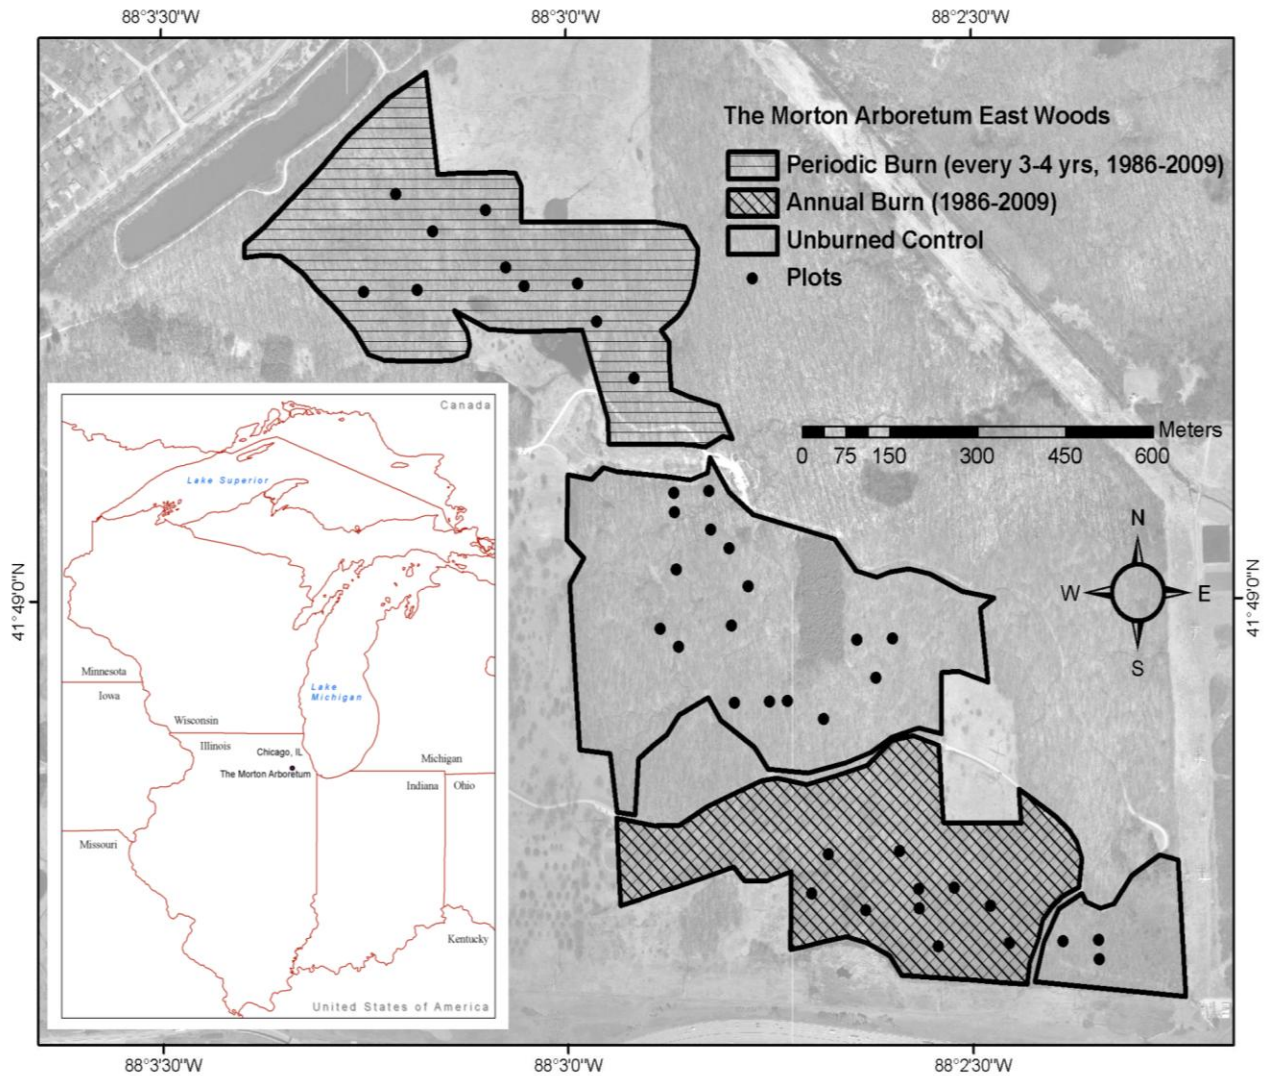 88°3'30"W 88°3'0"W 88°2'30"W
The Morton Arboretum East Woods
Periodic Burn (every 3-4 yrs, 1986-2009)
Annual Burn (1986-2009)
Unburned Control
Plots
Meters
0 75 150 300 450 600
N
W E
S
41°49'0"N
41°49'0"N
Canada
Lake Superior
Minnesota
Iowa
Lake
Michigan
Wisconsin
Illinois
Chicago, IL
The Morton Arboretum
Michigan
Indiana
Ohio
Missouri
Kentucky
United States of America
88°3'30"W 88°3'0"W 88°2'30"W